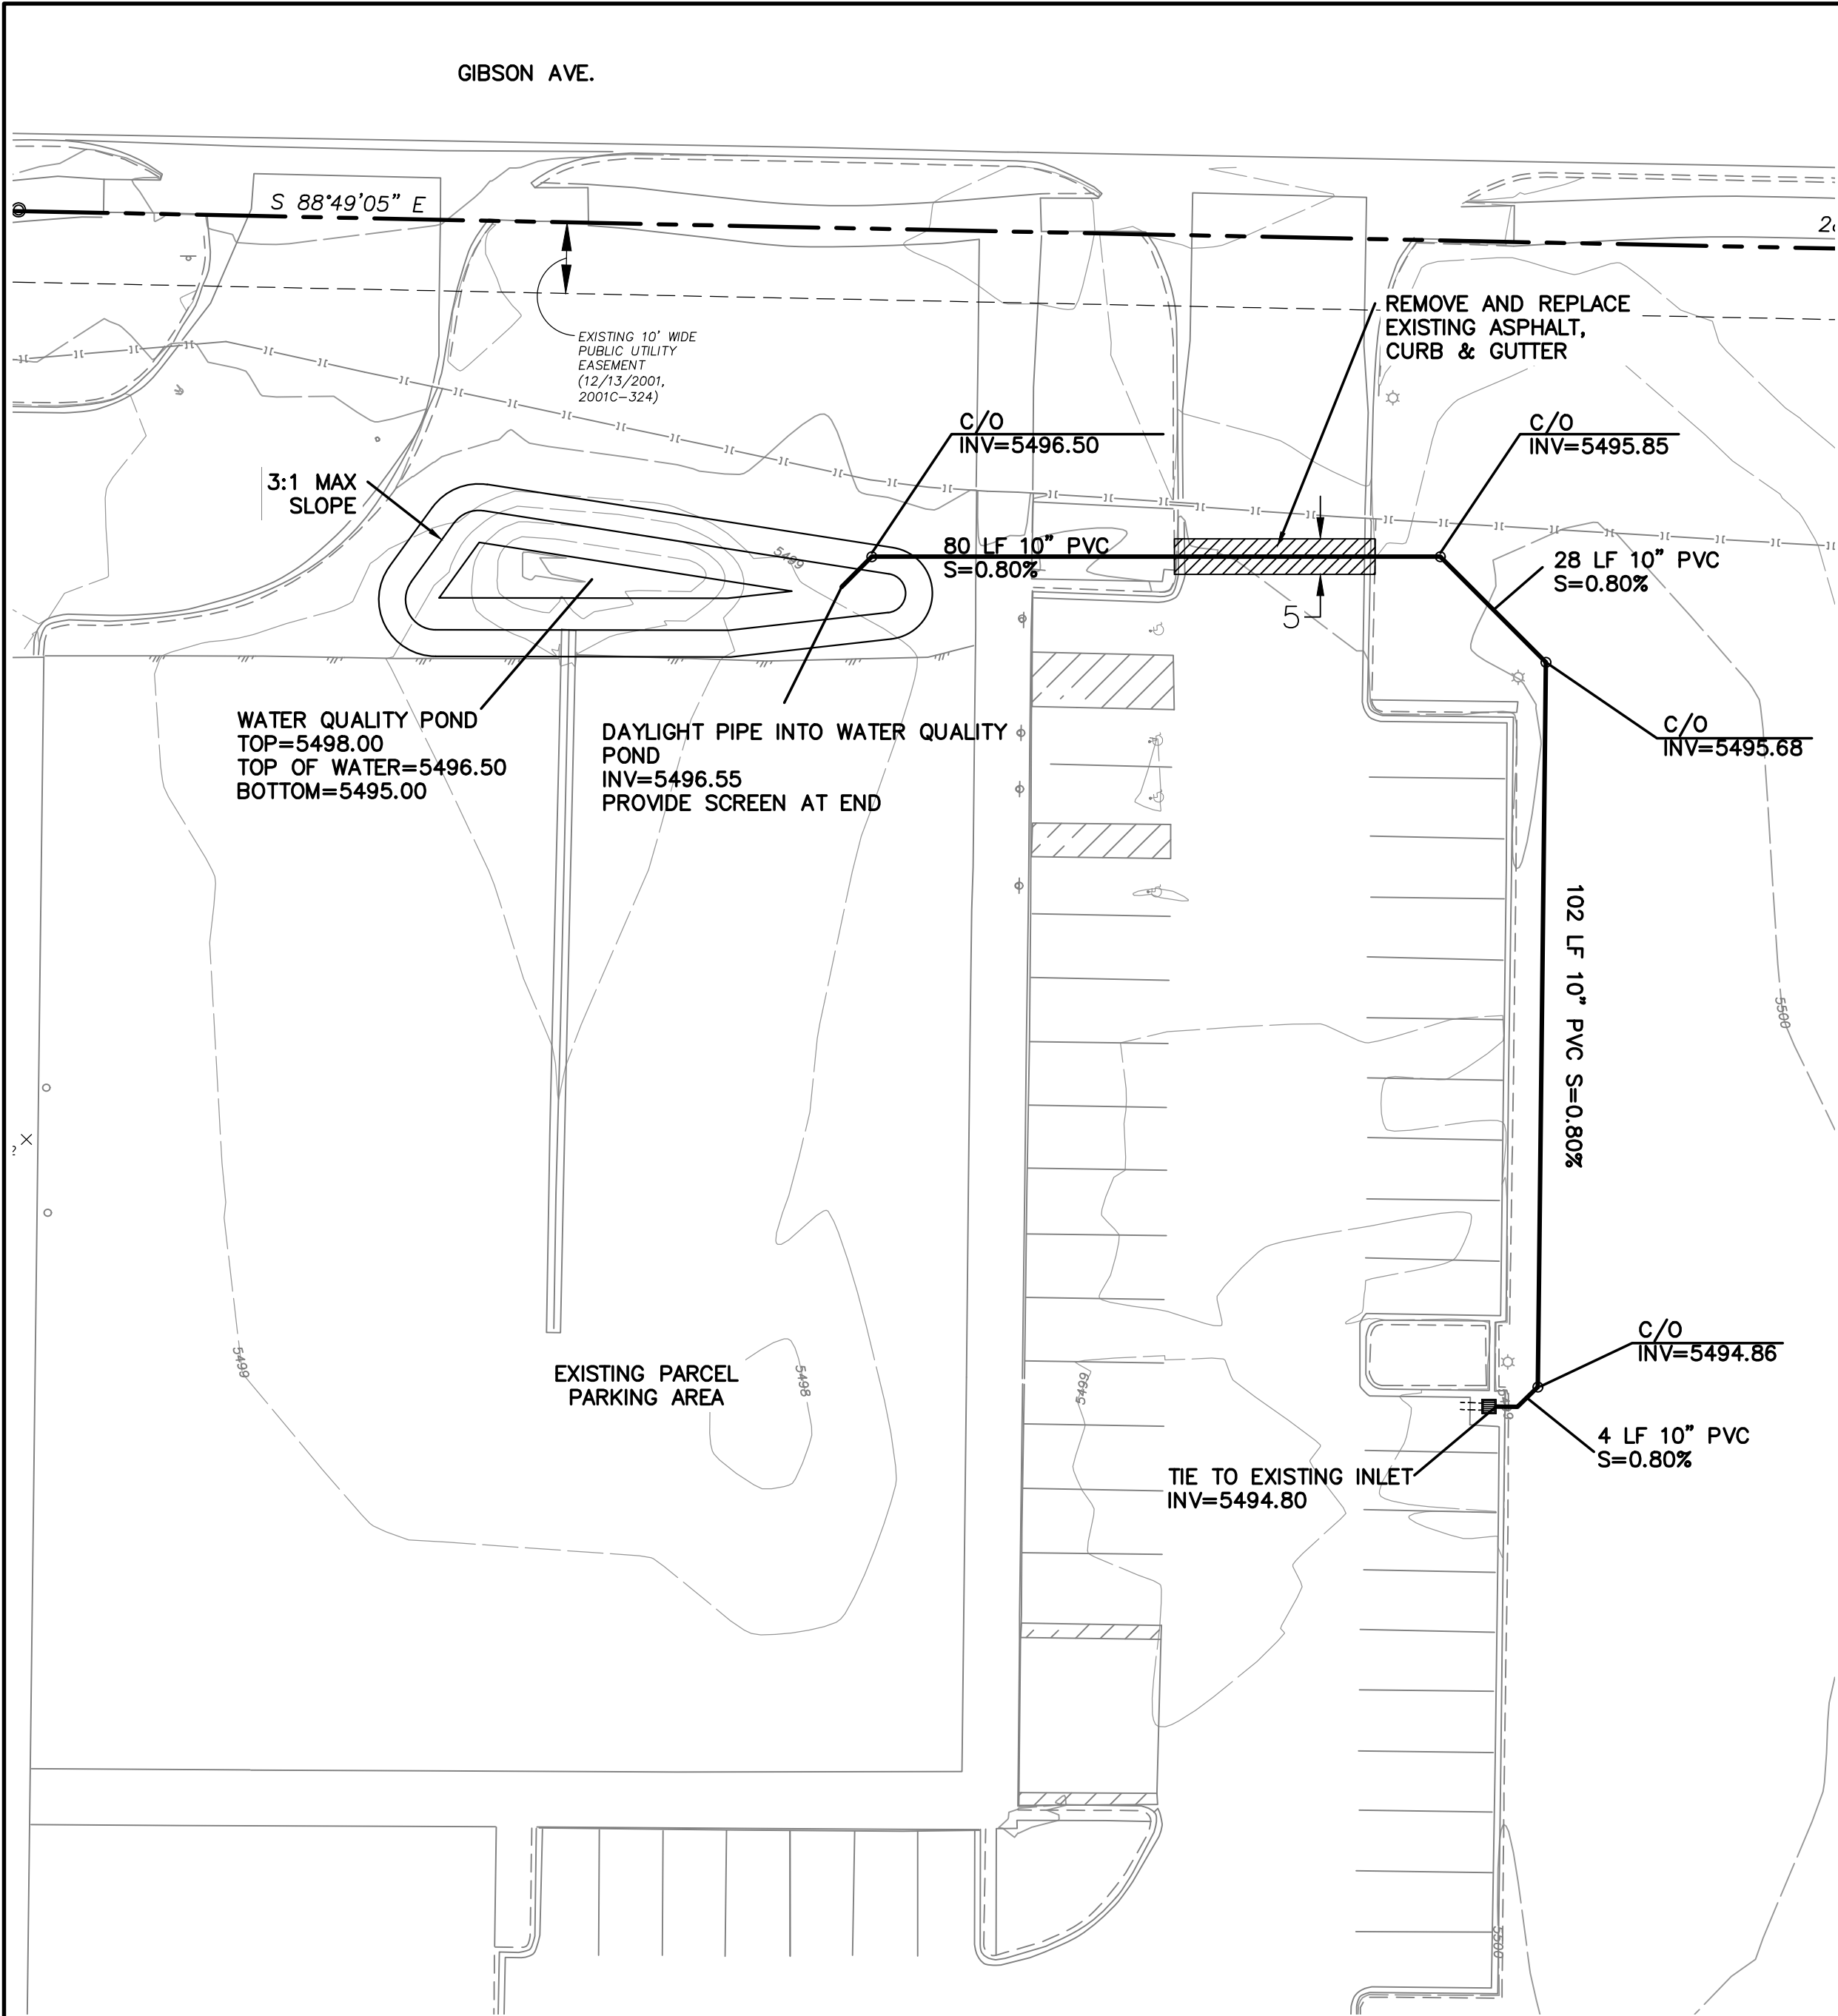 GIBSON AVE.
S 88°49'05" E
EXISTING 10' WIDE
PUBLIC UTILITY
EASEMENT
(12/13/2001,
2001C-324)
REMOVE AND REPLACE
EXISTING ASPHALT,
CURB & GUTTER
C/O
INV=5496.50
C/O
INV=5495.85
3:1 MAX
SLOPE
5499
80 LF 10" PVC
S=0.80%
28 LF 10" PVC
S=0.80%
5
WATER QUALITY POND
TOP=5498.00
TOP OF WATER=5496.50
BOTTOM=5495.00
DAYLIGHT PIPE INTO WATER QUALITY
POND
INV=5496.55
PROVIDE SCREEN AT END
C/O
INV=5495.68
102 LF 10" PVC S=0.80%
5500
5499
EXISTING PARCEL
PARKING AREA
5498
5499
C/O
INV=5494.86
4 LF 10" PVC
S=0.80%
TIE TO EXISTING INLET
INV=5494.80
5500